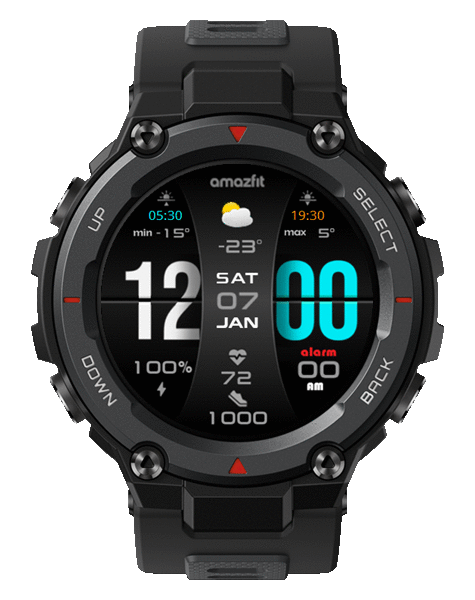 amazfit
UP
SELECT
05:30
19:30
min -15°
max 5°
-23°
12
SAT
07
JAN
00
100%
72
1000
alarm
00
AM
DOWN
BACK